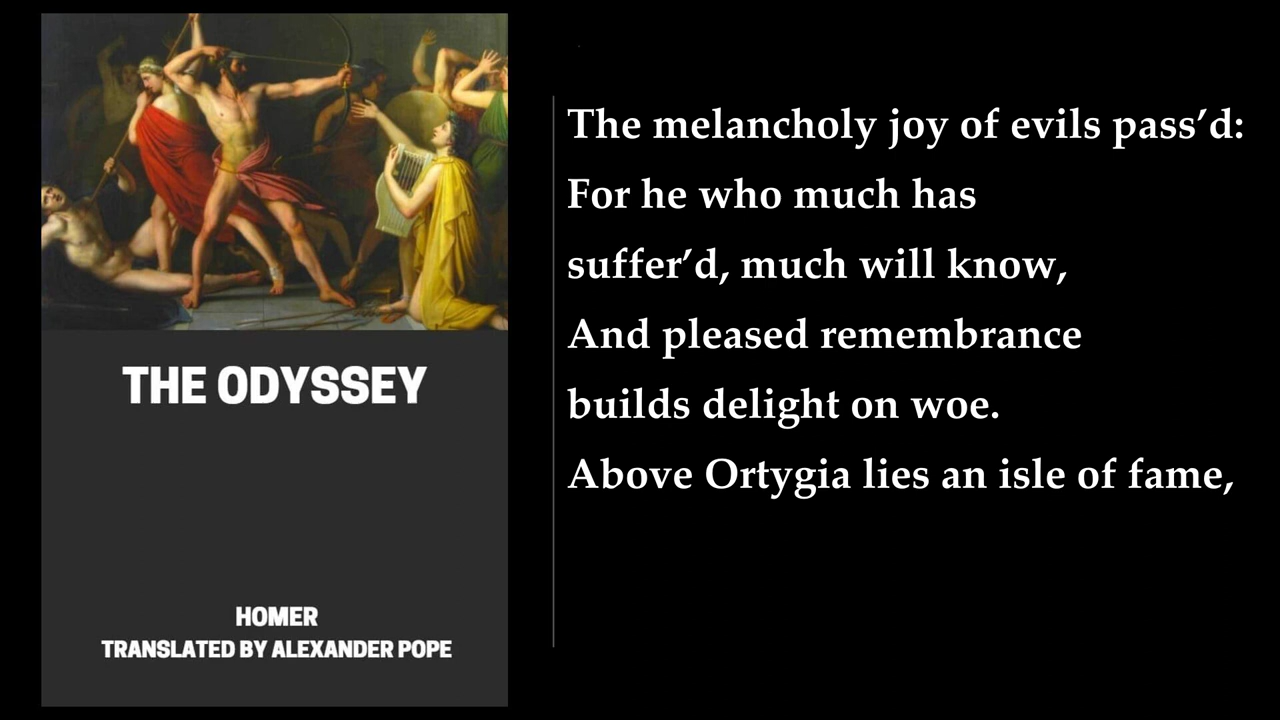 THE ODYSSEY
HOMER
TRANSLATED BY ALEXANDER POPE
The melancholy joy of evils pass’d:
For he who much has
suffer’d, much will know,
And pleased remembrance
builds delight on woe.
Above Ortygia lies an isle of fame,